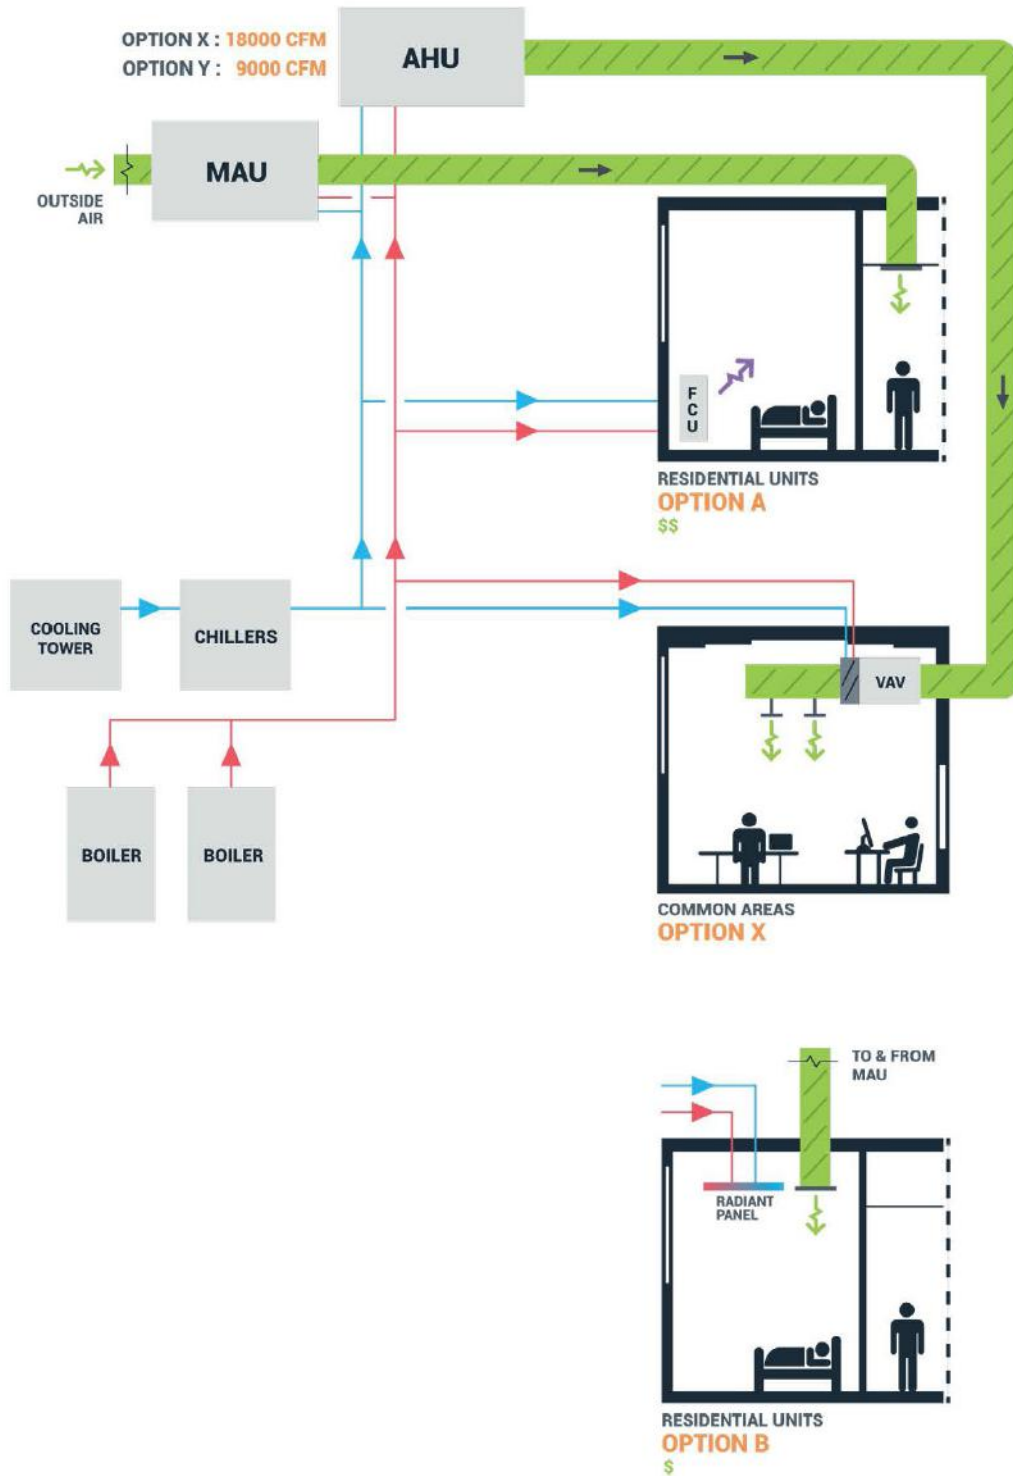 OPTION X : 18000 CFM
OPTION Y : 9000 CFM
AHU
MAU
OUTSIDE
AIR
F
C
U
RESIDENTIAL UNITS
OPTION A
$$
COOLING
TOWER
CHILLERS
VAV
BOILER
BOILER
COMMON AREAS
OPTION X
TO & FROM
MAU
RADIANT
PANEL
RESIDENTIAL UNITS
OPTION B
$